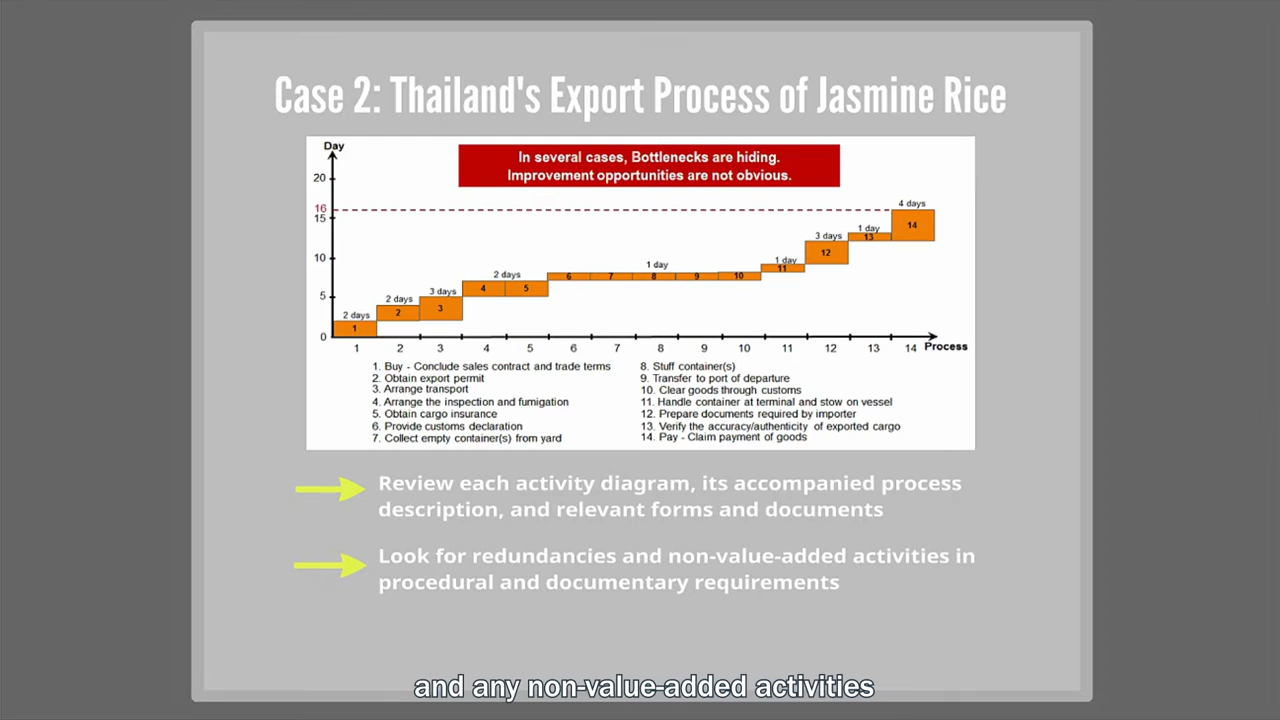 Case 2: Thailand's Export Process of Jasmine Rice
Day
In several cases, Bottlenecks are hiding.
Improvement opportunities are not obvious.
20
16
15
10
5
0
2 days
2 days
3 days
2 days
1 day
1 day
3 days
1 day
4 days
1
2
3
4
5
6
7
8
9
10
11
12
13
14
1 2 3 4 5 6 7 8 9 10 11 12 13 14 Process
1. Buy - Conclude sales contract and trade terms
2. Obtain export permit
3. Arrange transport
4. Arrange the inspection and fumigation
5. Obtain cargo insurance
6. Provide customs declaration
7. Collect empty container(s) from yard
8. Stuff container(s)
9. Transfer to port of departure
10. Clear goods through customs
11. Handle container at terminal and stow on vessel
12. Prepare documents required by importer
13. Verify the accuracy/authenticity of exported cargo
14. Pay - Claim payment of goods
Review each activity diagram, its accompanied process
description, and relevant forms and documents
Look for redundancies and non-value-added activities in
procedural and documentary requirements
and any non-value-added activities